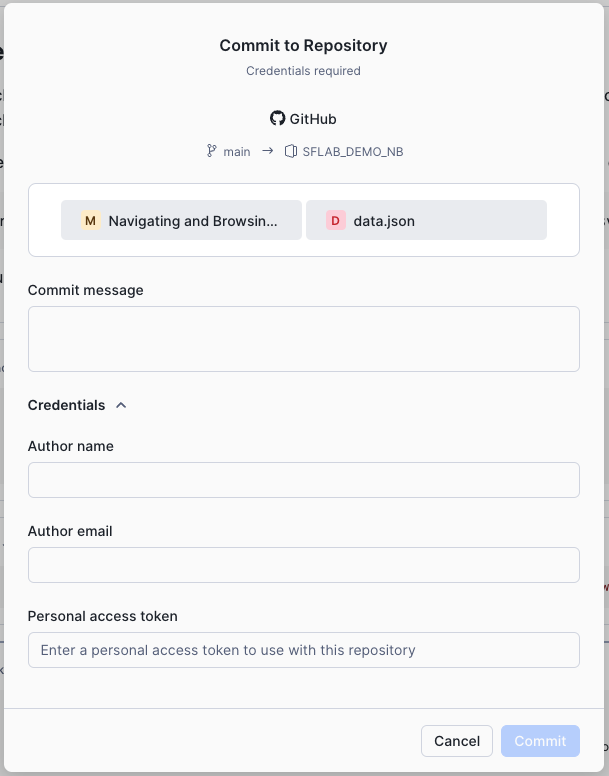 Commit to Repository
Credentials required
GitHub
main → SFLAB_DEMO_NB
M Navigating and Browsin... D data.json
Commit message
Credentials
Author name
Author email
Personal access token
Enter a personal access token to use with this repository
Cancel Commit